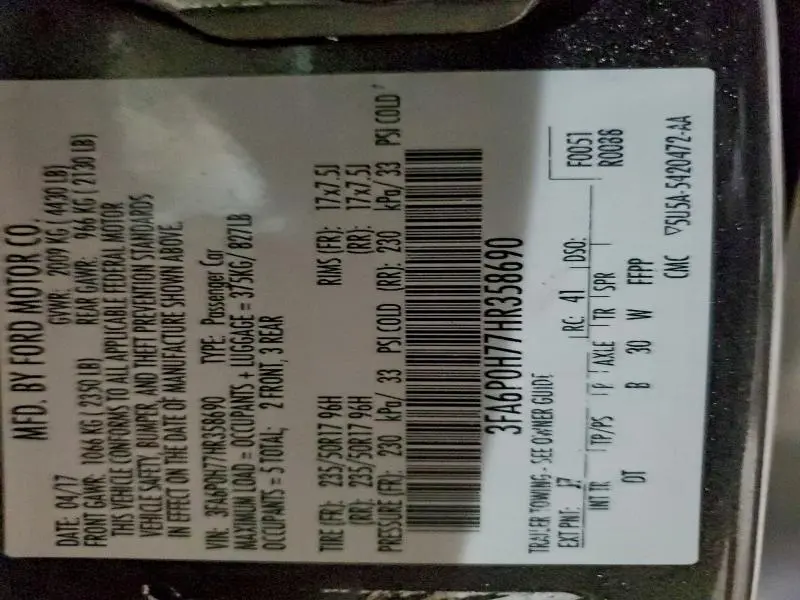 MFD. BY FORD MOTOR CO.
DATE: 04/17 GVWR: 2009 KG ( 4430 LB)
FRONT GAWR: 1066 KG ( 2350 LB) REAR GAWR: 966 KG ( 2130 LB)
THIS VEHICLE CONFORMS TO ALL APPLICABLE FEDERAL MOTOR
VEHICLE SAFETY, BUMPER, AND THEFT PREVENTION STANDARDS
IN EFFECT ON THE DATE OF MANUFACTURE SHOWN ABOVE.
VIN: 3FA6P0H77HR358690 TYPE: Passenger Car
MAXIMUM LOAD = OCCUPANTS + LUGGAGE = 375KG/ 827LB
OCCUPANTS = 5 TOTAL; 2 FRONT, 3 REAR
TIRE (FR): 235/50R17 96H RIMS (FR): 17x7.5J
(RR): 235/50R17 96H (RR): 17x7.5J
PRESSURE (FR): 230 kPa/ 33 PSI COLD (RR): 230 kPa/ 33 PSI COLD
3FA6P0H77HR358690
TRAILER TOWING - SEE OWNER GUIDE
F0051
R0086
EXT PNT: RC: 41 DSO:
INT TR TP/PS R AXLE TR SPR
DT B 30 W FFPP
CMC ▽5U5A-5420472-AA